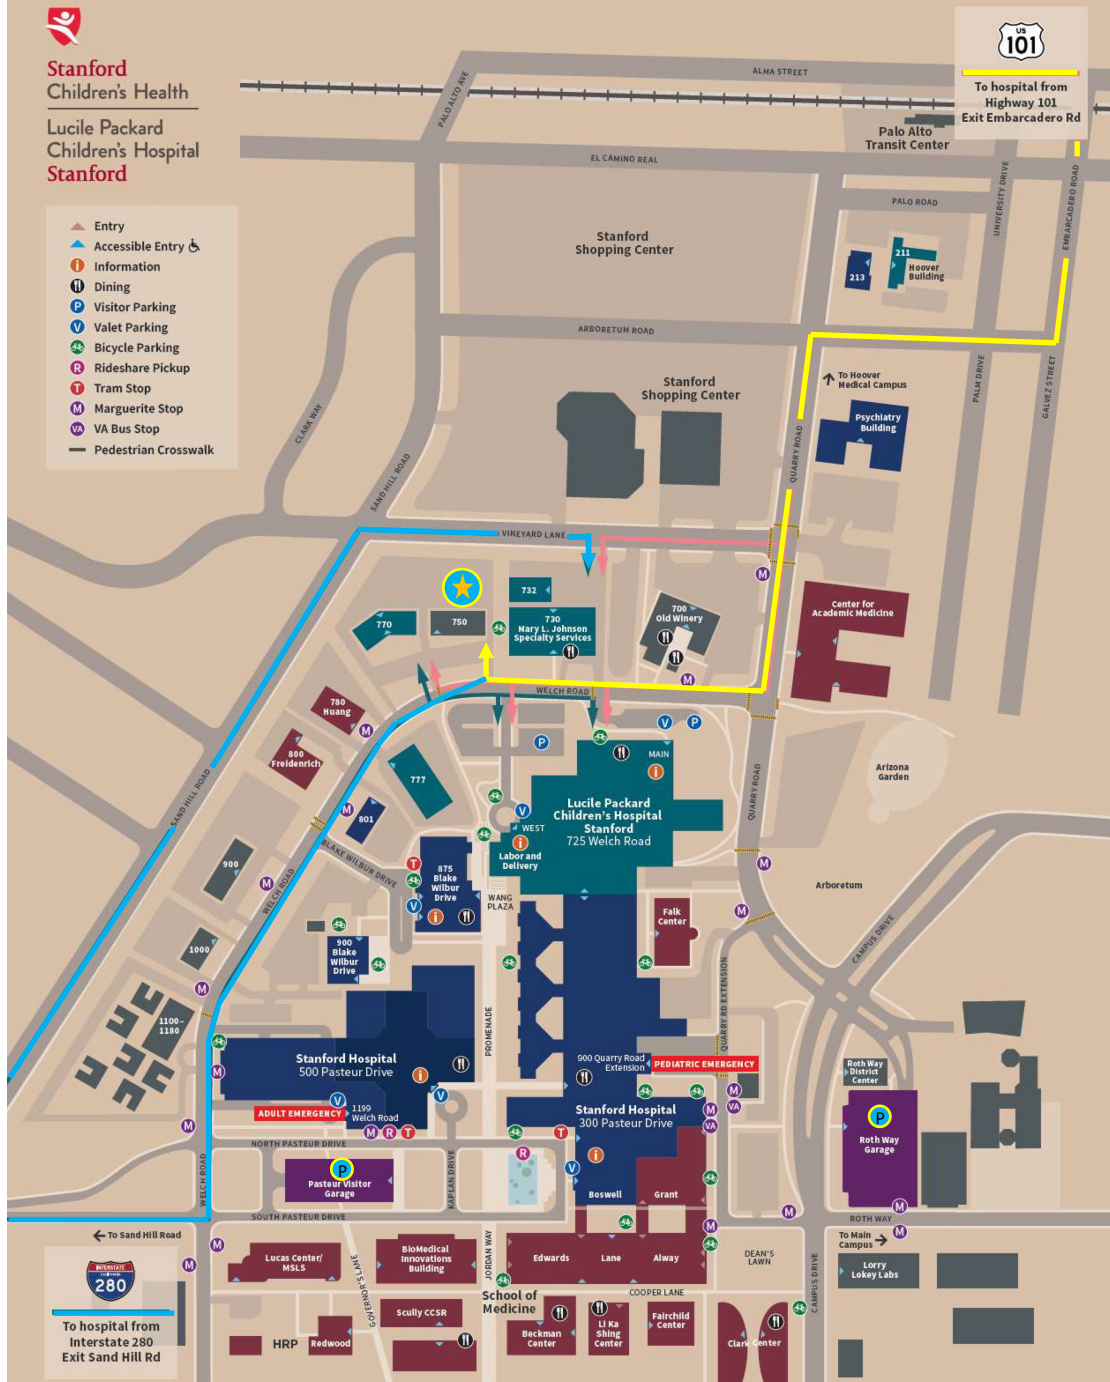 Stanford
Children's Health
Lucile Packard
Children's Hospital
Stanford
Entry
Accessible Entry
i Information
Dining
P Visitor Parking
V Valet Parking
Bicycle Parking
R Rideshare Pickup
T Tram Stop
M Marguerite Stop
VA VA Bus Stop
Pedestrian Crosswalk
US
101
To hospital from
Highway 101
Exit Embarcadero Rd
ALMA STREET
PALO ALTO AVE
Palo Alto
Transit Center
EL CAMINO REAL
UNIVERSITY DRIVE
EMBARCADERO ROAD
PALO ROAD
Stanford
Shopping Center
211
Hoover
Building
213
ARBORETUM ROAD
To Hoover
Medical Campus
PALM DRIVE
GALVEZ STREET
Stanford
Shopping Center
CLARK WAY
SAND HILL ROAD
QUARRY ROAD
Psychiatry
Building
VINEYARD LANE
M
732
730
Mary L. Johnson
Specialty Services
700
Old Winery
Center for
Academic Medicine
770
750
M
WELCH ROAD
780
Huang
M
V
P
P
MAIN
i
800
Freidenrich
777
Arizona
Garden
SAND HILL ROAD
QUARRY ROAD
M
801
Lucile Packard
Children's Hospital
Stanford
725 Welch Road
V
WEST
i
Labor and
Delivery
BLAKE WILBUR DRIVE
T
875
Blake
Wilbur
Drive
V
i
900
M
WELCH ROAD
WANG
PLAZA
M
Arboretum
Falk
Center
M
CAMPUS DRIVE
1000
900
Blake
Wilbur
Drive
M
1100–
1180
PROMENADE
QUARRY RD EXTENSION
Stanford Hospital
500 Pasteur Drive
i
900 Quarry Road
Extension
PEDIATRIC EMERGENCY
Roth Way
District
Center
M
V
V
ADULT EMERGENCY
1199
Welch Road
Stanford Hospital
300 Pasteur Drive
M
VA
M
VA
P
Roth Way
Garage
M
M
R
T
T
NORTH PASTEUR DRIVE
R
i
V
P
Pasteur Visitor
Garage
WELCH ROAD
KAPLAN DRIVE
Boswell
Grant
SOUTH PASTEUR DRIVE
M
M
ROTH WAY
M
To Sand Hill Road
M
M
M
To Main
Campus
INTERSTATE
CALIFORNIA
280
To hospital from
Interstate 280
Exit Sand Hill Rd
Lucas Center/
MSLS
BioMedical
Innovations
Building
JORDAN WAY
Edwards
Lane
Alway
DEAN'S
LAWN
Lorry
Lokey Labs
GOVERNOR'S LANE
School of
Medicine
COOPER LANE
CAMPUS DRIVE
HRP
Redwood
Scully CCSR
Beckman
Center
Li Ka
Shing
Center
Fairchild
Center
Clark Center